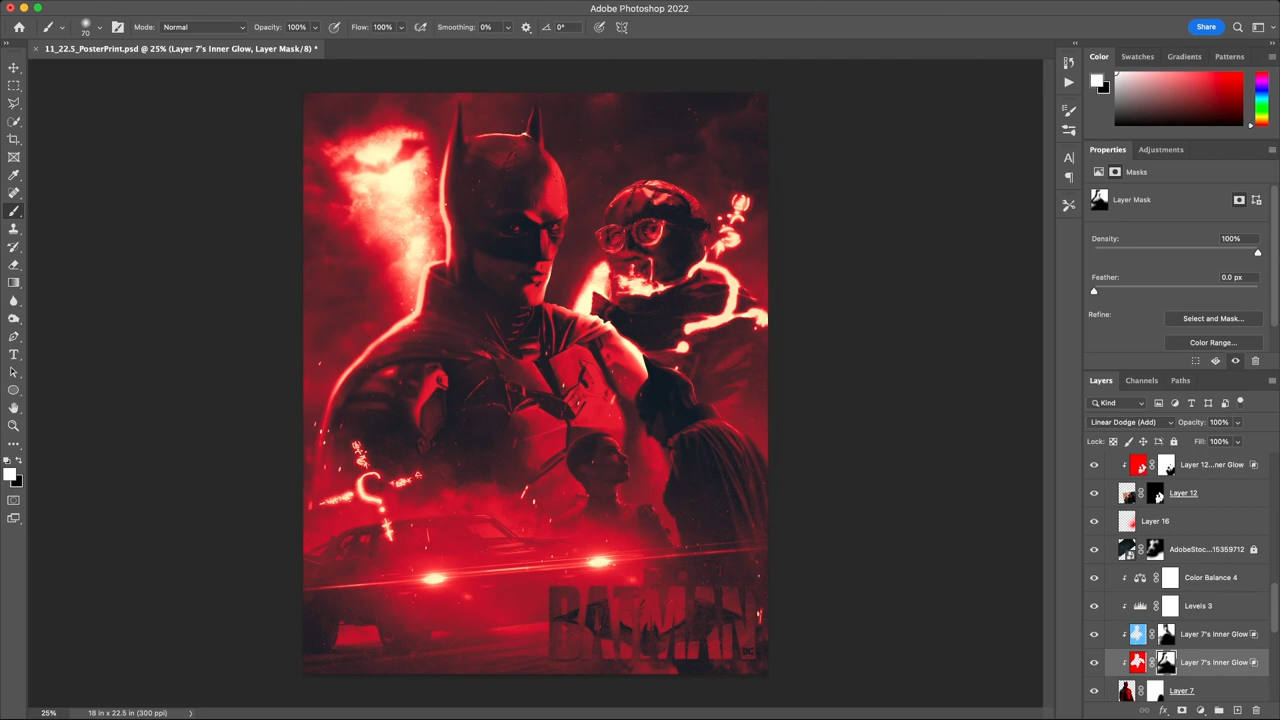 Adobe Photoshop 2022
70
Mode: Normal
Opacity: 100%
Flow: 100%
Smoothing: 0%
0°
Share
11_22.5_PosterPrint.psd @ 25% (Layer 7's Inner Glow, Layer Mask/8) *
Color Swatches Gradients Patterns
Properties Adjustments
Masks
Layer Mask
Density: 100%
Feather: 0.0 px
Refine: Select and Mask...
Color Range...
Layers Channels Paths
Kind
Linear Dodge (Add) Opacity: 100%
Lock: Fill: 100%
Layer 12...ner Glow
Layer 12
Layer 16
AdobeStoc...15359712
Color Balance 4
Levels 3
Layer 7's Inner Glow
Layer 7's Inner Glow
Layer 7
BATMAN
DC
25% 18 in x 22.5 in (300 ppi)